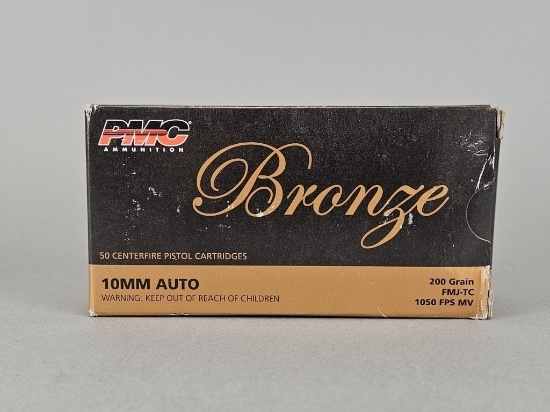 PMC
AMMUNITION
Bronze
50 CENTERFIRE PISTOL CARTRIDGES
10MM AUTO
WARNING: KEEP OUT OF REACH OF CHILDREN
200 Grain
FMJ-TC
1050 FPS MV